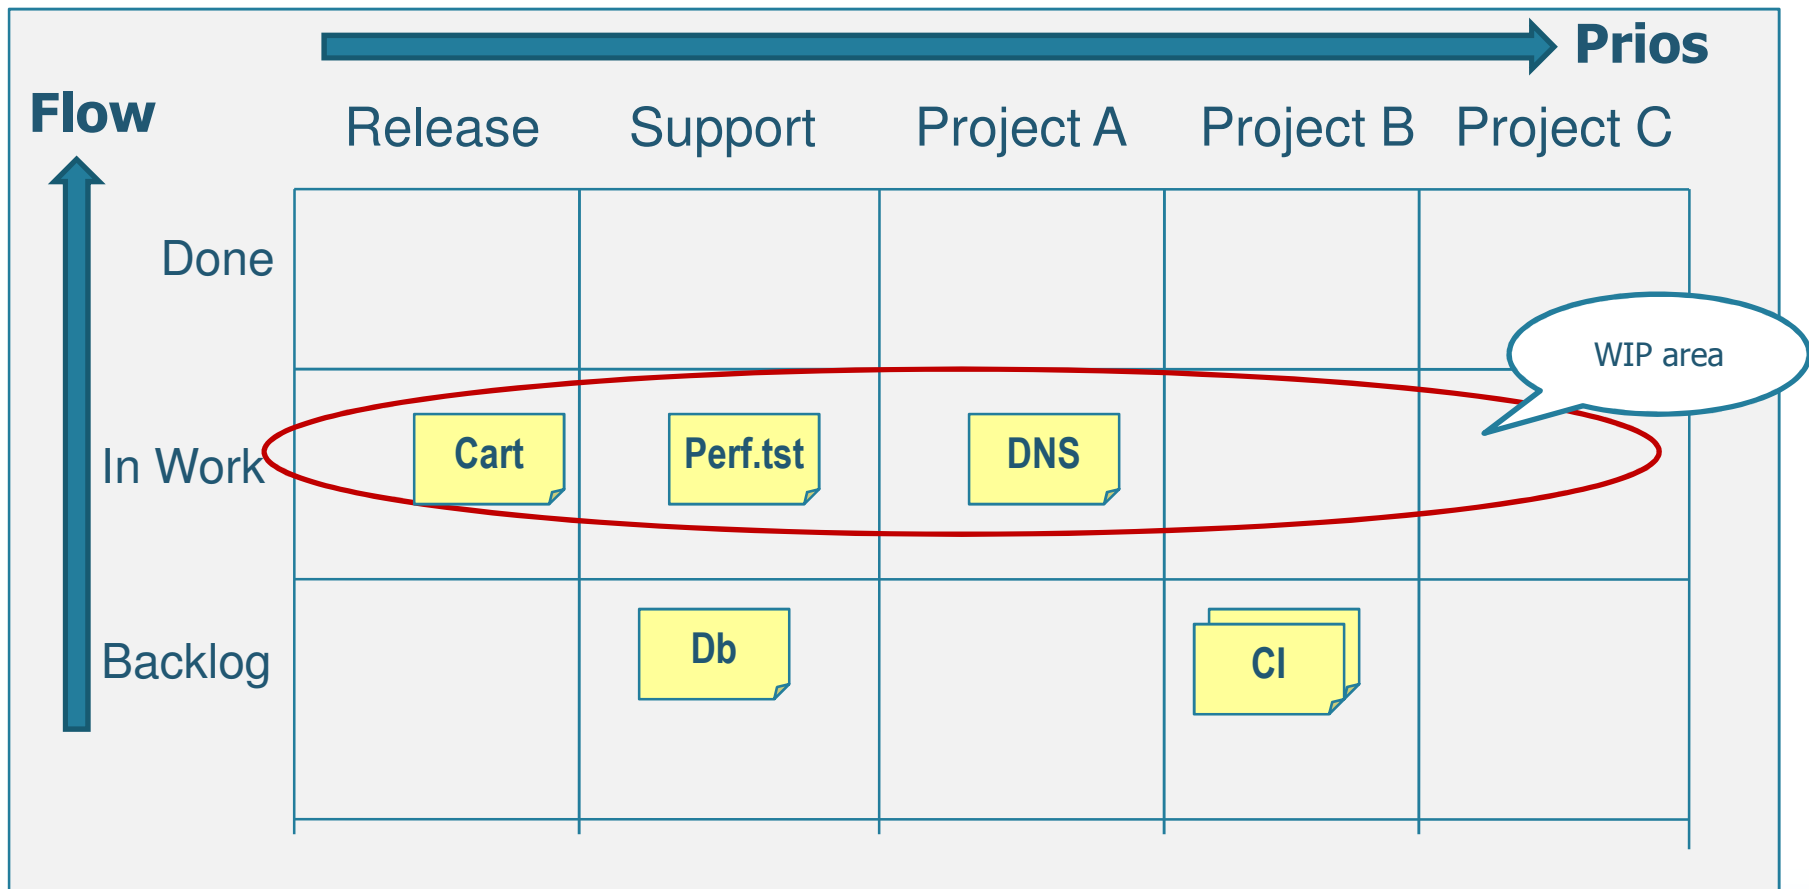 Prios
Flow
Release Support Project A Project B Project C
Done
WIP area
In Work Cart Perf.tst DNS
Backlog Db CI